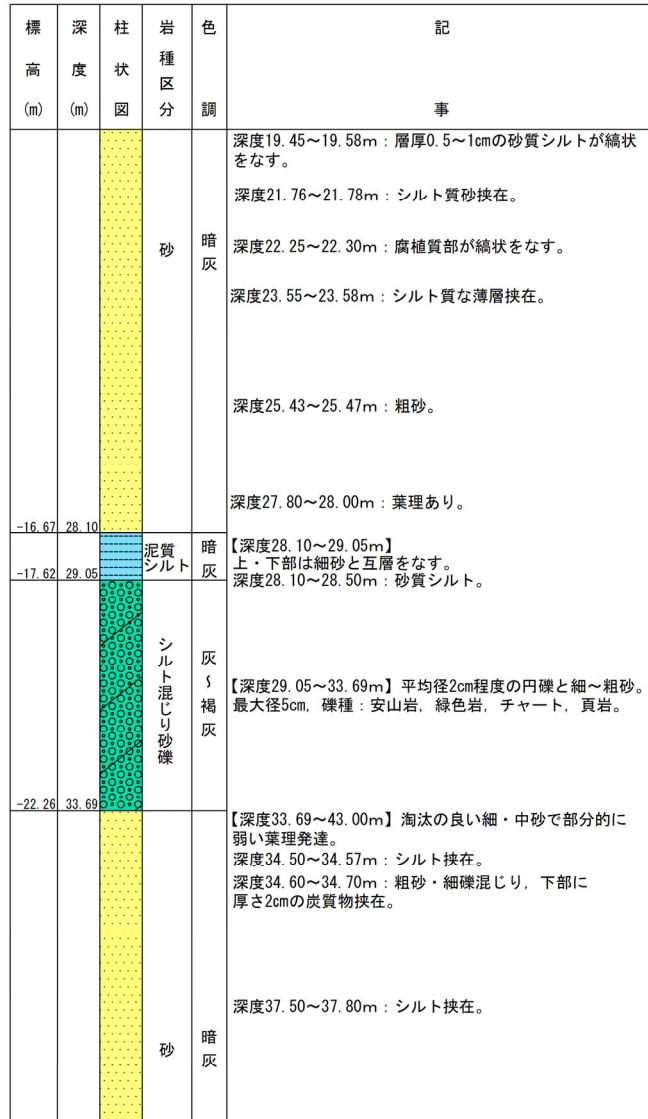 標高(m)
深度(m)
柱状図
岩種区分
色調
記事
深度19.45～19.58m：層厚0.5～1cmの砂質シルトが縞状
をなす。
深度21.76～21.78m：シルト質砂挟在。
砂
暗灰
深度22.25～22.30m：腐植質部が縞状をなす。
深度23.55～23.58m：シルト質な薄層挟在。
深度25.43～25.47m：粗砂。
深度27.80～28.00m：葉理あり。
-16.67 28.10
泥質
シルト
暗灰
【深度28.10～29.05m】
上・下部は細砂と互層をなす。
-17.62 29.05
深度28.10～28.50m：砂質シルト。
シルト混じり砂礫
灰～褐灰
【深度29.05～33.69m】平均径2cm程度の円礫と細～粗砂。
最大径5cm，礫種：安山岩，緑色岩，チャート，頁岩。
-22.26 33.69
【深度33.69～43.00m】淘汰の良い細・中砂で部分的に
弱い葉理発達。
深度34.50～34.57m：シルト挟在。
深度34.60～34.70m：粗砂・細礫混じり，下部に
厚さ2cmの炭質物挟在。
深度37.50～37.80m：シルト挟在。
砂
暗灰